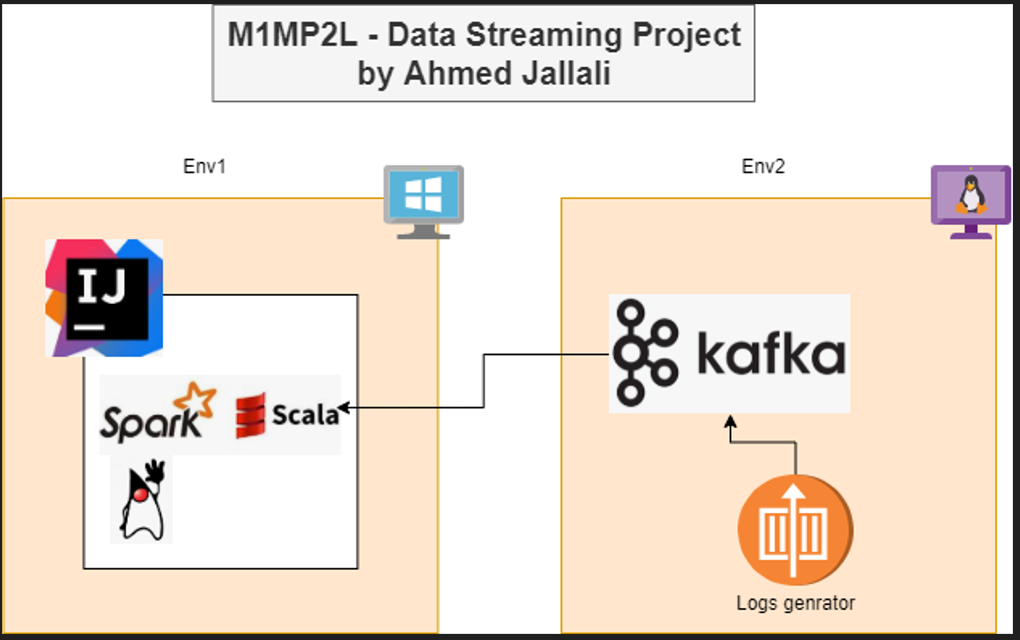 M1MP2L - Data Streaming Project
by Ahmed Jallali
Env1
Env2
IJ
Spark
Scala
kafka
Logs genrator